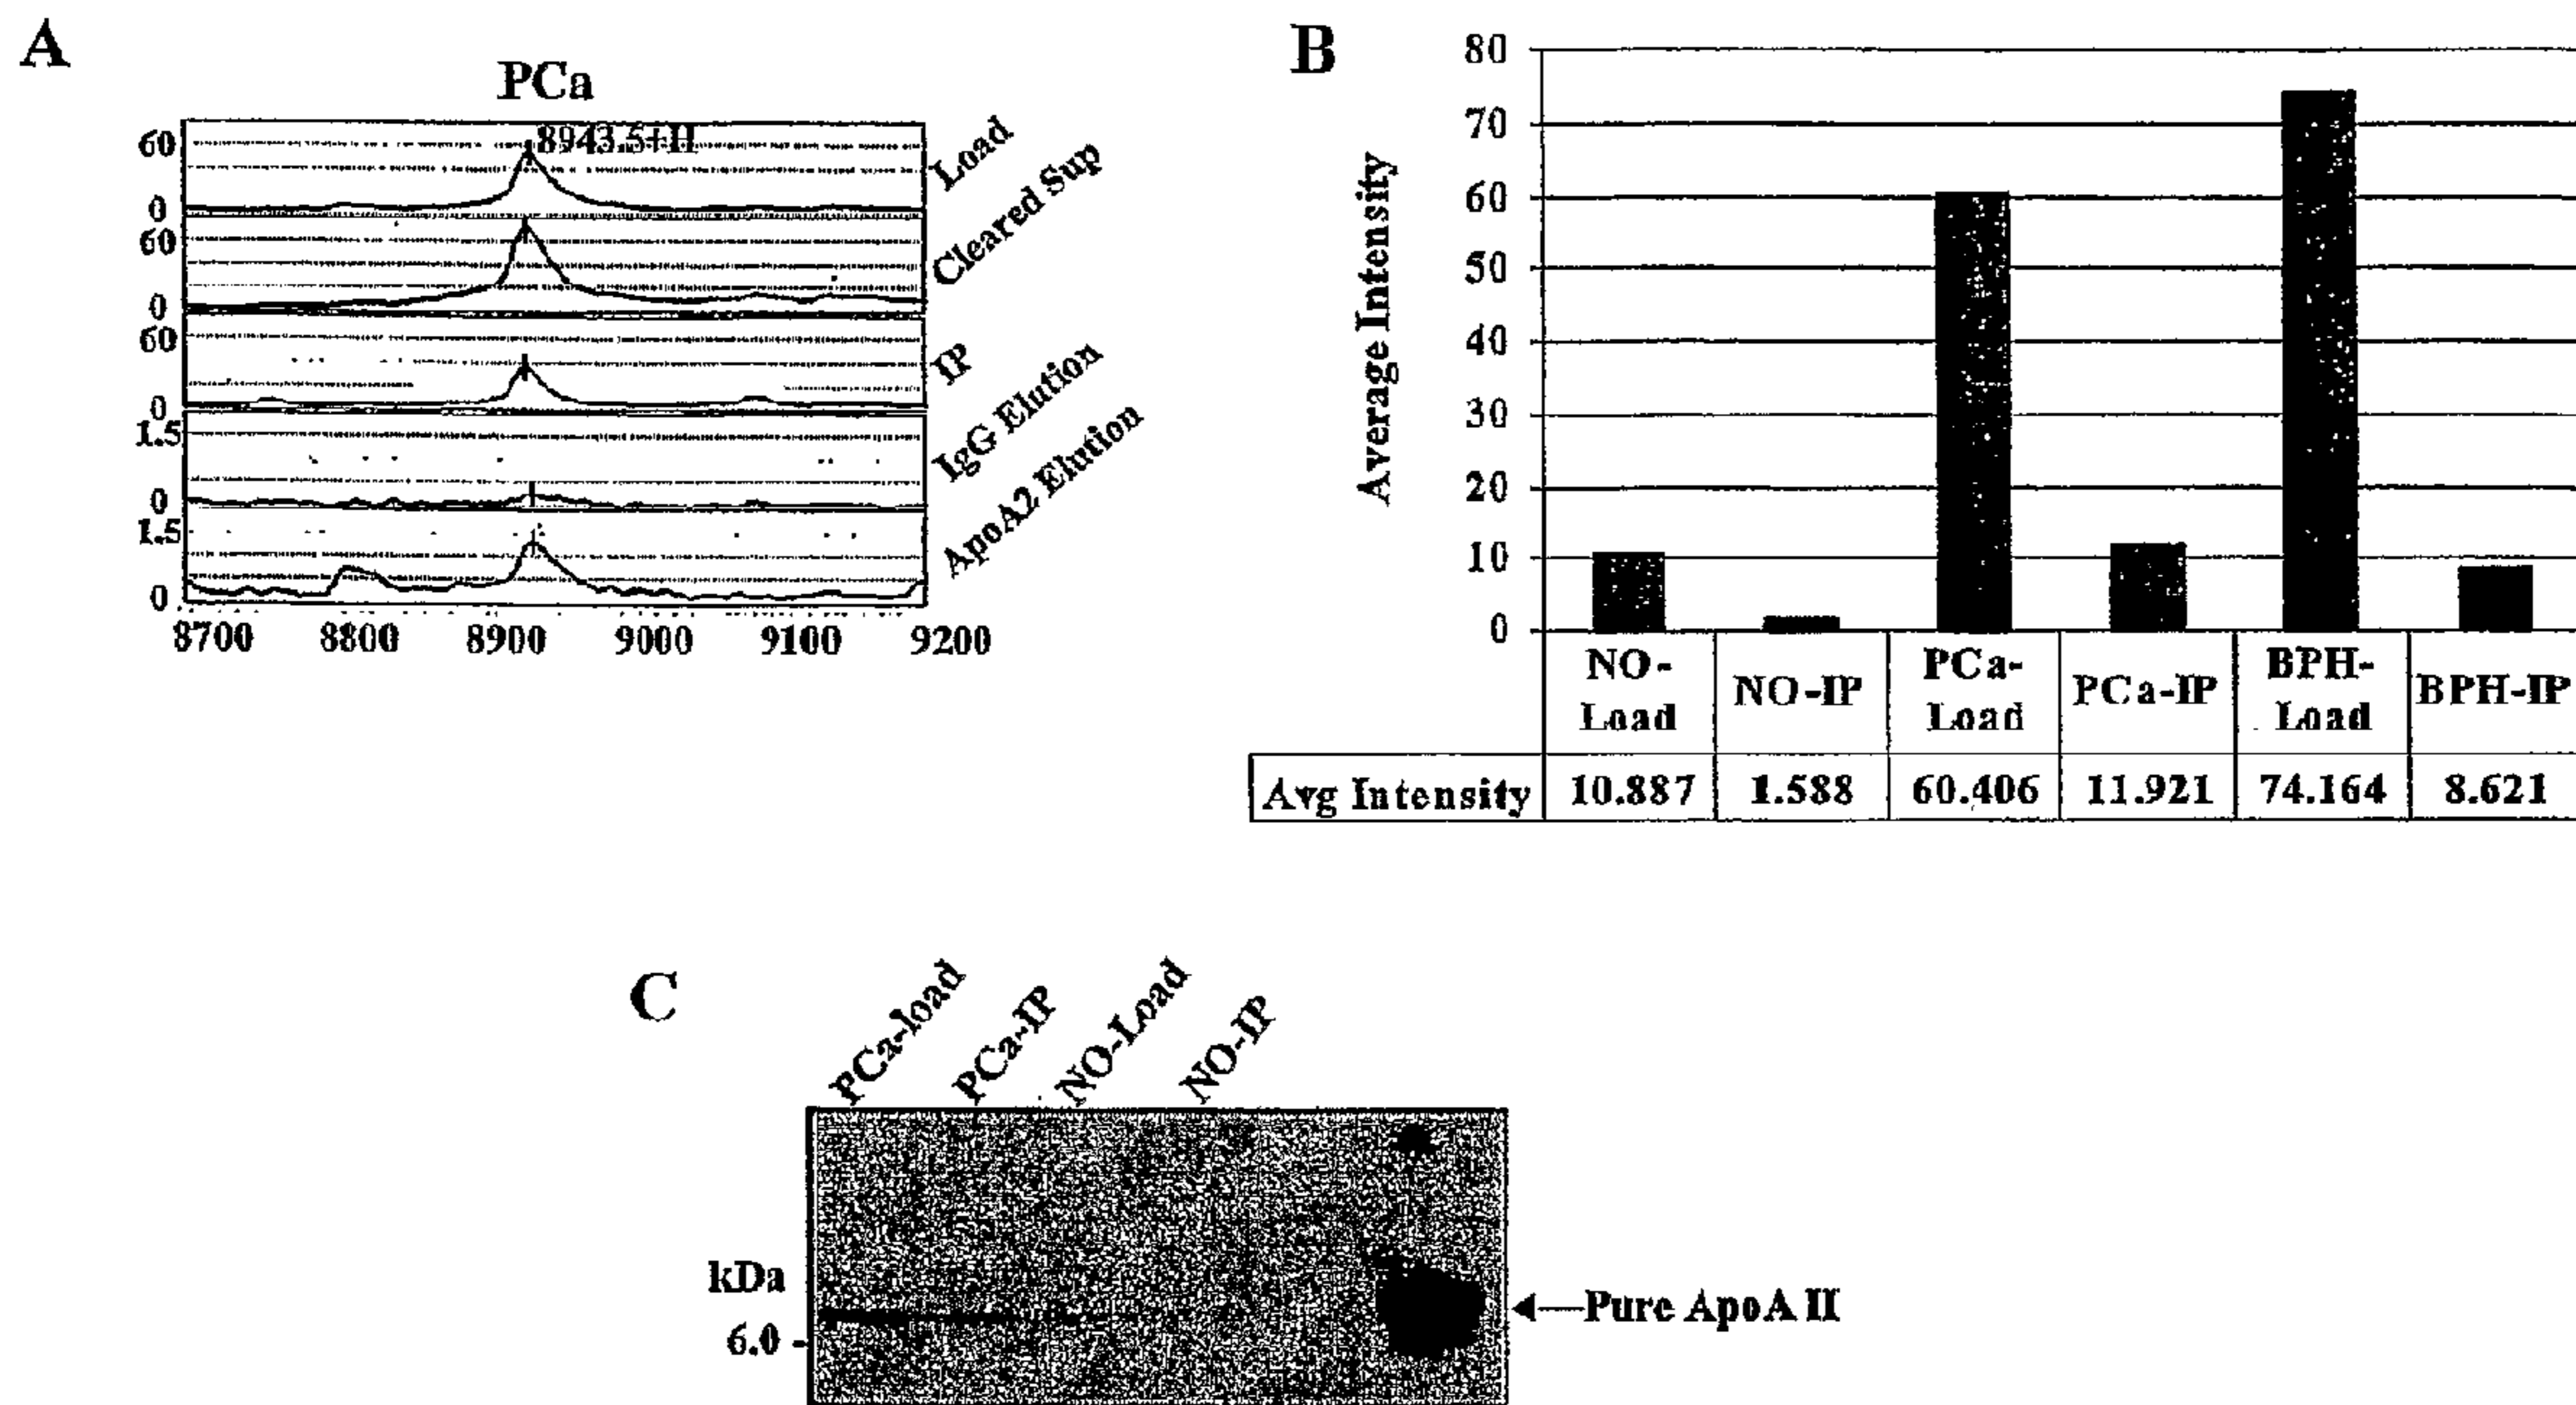 A
PCa
8943.5+H
60
0
Load
60
0
Cleared Sup
60
0
IP
1.5
0
IgG Elution
1.5
0
ApoA2 Elution
8700 8800 8900 9000 9100 9200
B
Average Intensity
80
70
60
50
40
30
20
10
0
NO-Load NO-IP PCa-Load PCa-IP BPH-Load BPH-IP
Avg Intensity 10.887 1.588 60.406 11.921 74.164 8.621
C
PCa-load PCa-IP NO-Load NO-IP
kDa
6.0 -
Pure ApoA II